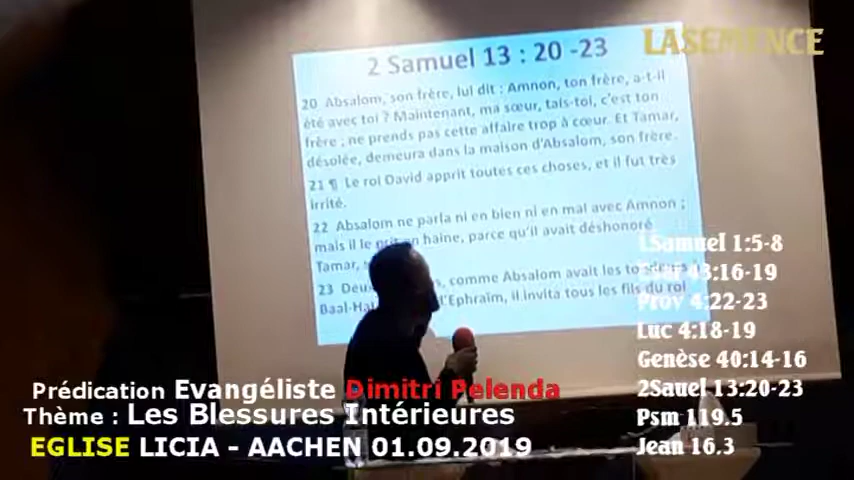 LASEMENCE
2 Samuel 13 : 20 -23
20 Absalom, son frère, lui dit : Amnon, ton frère, a-t-il
été avec toi ? Maintenant, ma sœur, tais-toi, c'est ton
frère ; ne prends pas cette affaire trop à cœur. Et Tamar,
désolée, demeura dans la maison d'Absalom, son frère.
21 ¶ Le roi David apprit toutes ces choses, et il fut très
irrité.
22 Absalom ne parla ni en bien ni en mal avec Amnon ;
mais il le prit en haine, parce qu'il avait déshonoré
Tamar,
23 comme Absalom avait les
d'Ephraïm, il invita tous les fils du roi
1Samuel 1:5-8
43:16-19
Prov 4:22-23
Luc 4:18-19
Genèse 40:14-16
2Sauel 13:20-23
Psm 119.5
Jean 16.3
Prédication Evangéliste Dimitri Pelenda
Thème : Les Blessures Intérieures
EGLISE LICIA - AACHEN 01.09.2019